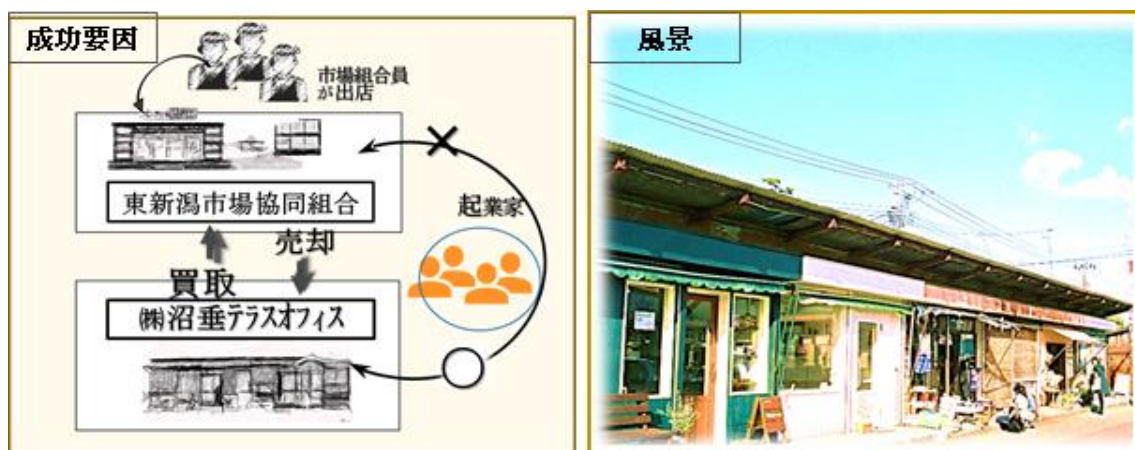 成功要因
市場組合員
が出店
東新潟市場協同組合
起業家
売却
買取
㈱沼垂テラスオフィス
風景